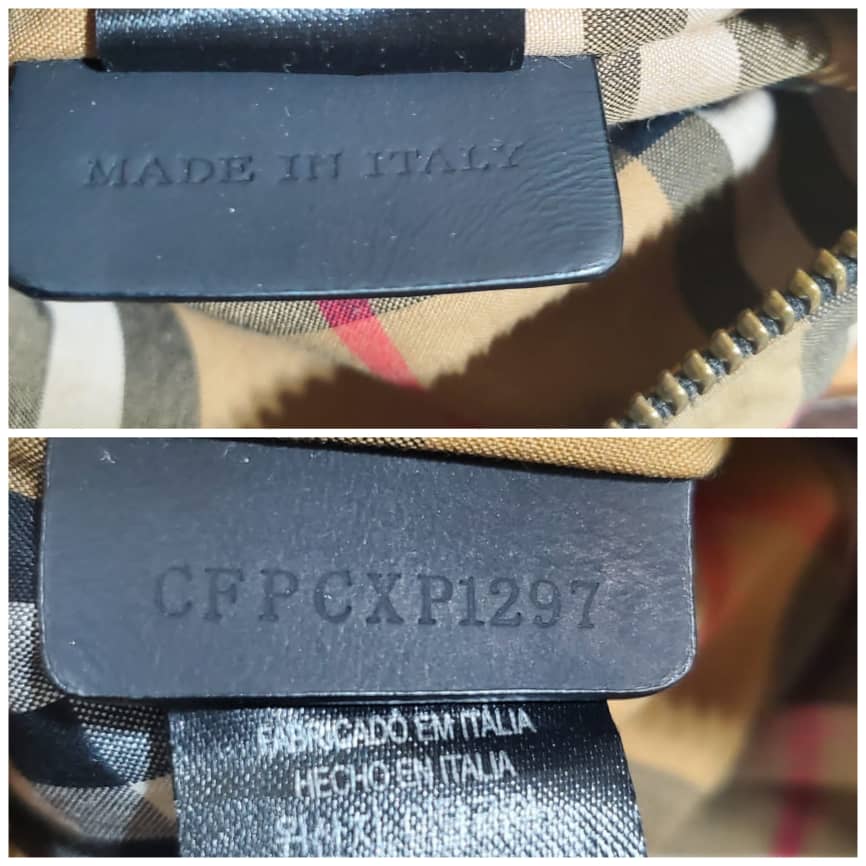 MADE IN ITALY
CFPCXP1297
FABRICADO EM ITÁLIA
HECHO EN ITALIA